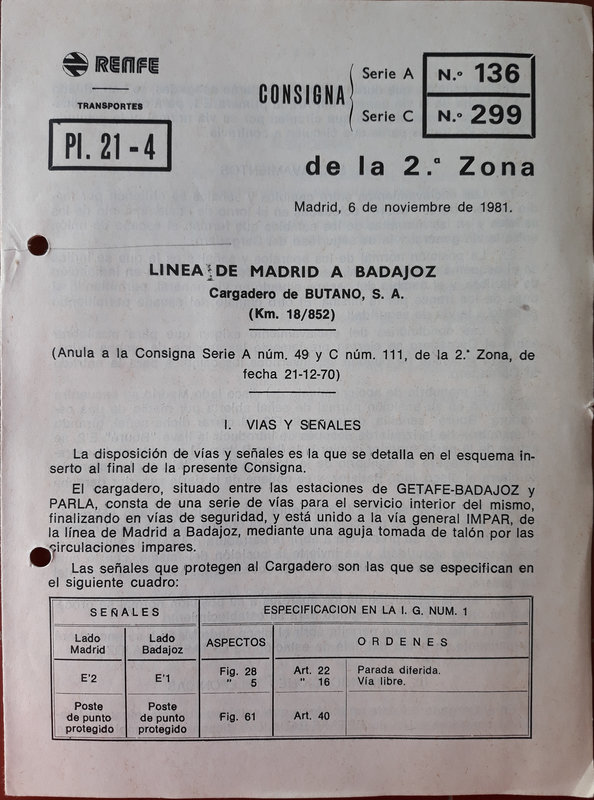 RENFE
TRANSPORTES
Pl. 21 - 4
CONSIGNA
Serie A N.º 136
Serie C N.º 299
de la 2.ª Zona
Madrid, 6 de noviembre de 1981.
LINEA DE MADRID A BADAJOZ
Cargadero de BUTANO, S. A.
(Km. 18/852)
(Anula a la Consigna Serie A núm. 49 y C núm. 111, de la 2.ª Zona, de
fecha 21-12-70)
I. VIAS Y SEÑALES
La disposición de vías y señales es la que se detalla en el esquema in-
serto al final de la presente Consigna.
El cargadero, situado entre las estaciones de GETAFE-BADAJOZ y
PARLA, consta de una serie de vías para el servicio interior del mismo,
finalizando en vías de seguridad, y está unido a la vía general IMPAR, de
la línea de Madrid a Badajoz, mediante una aguja tomada de talón por las
circulaciones impares.
Las señales que protegen al Cargadero son las que se especifican en
el siguiente cuadro:
SEÑALES ESPECIFICACION EN LA I. G. NUM. 1
Lado Madrid Lado Badajoz ASPECTOS ORDENES
E'2 E'1 Fig. 28 Art. 22 Parada diferida.
" 5 " 16 Vía libre.
Poste de punto protegido Poste de punto protegido Fig. 61 Art. 40